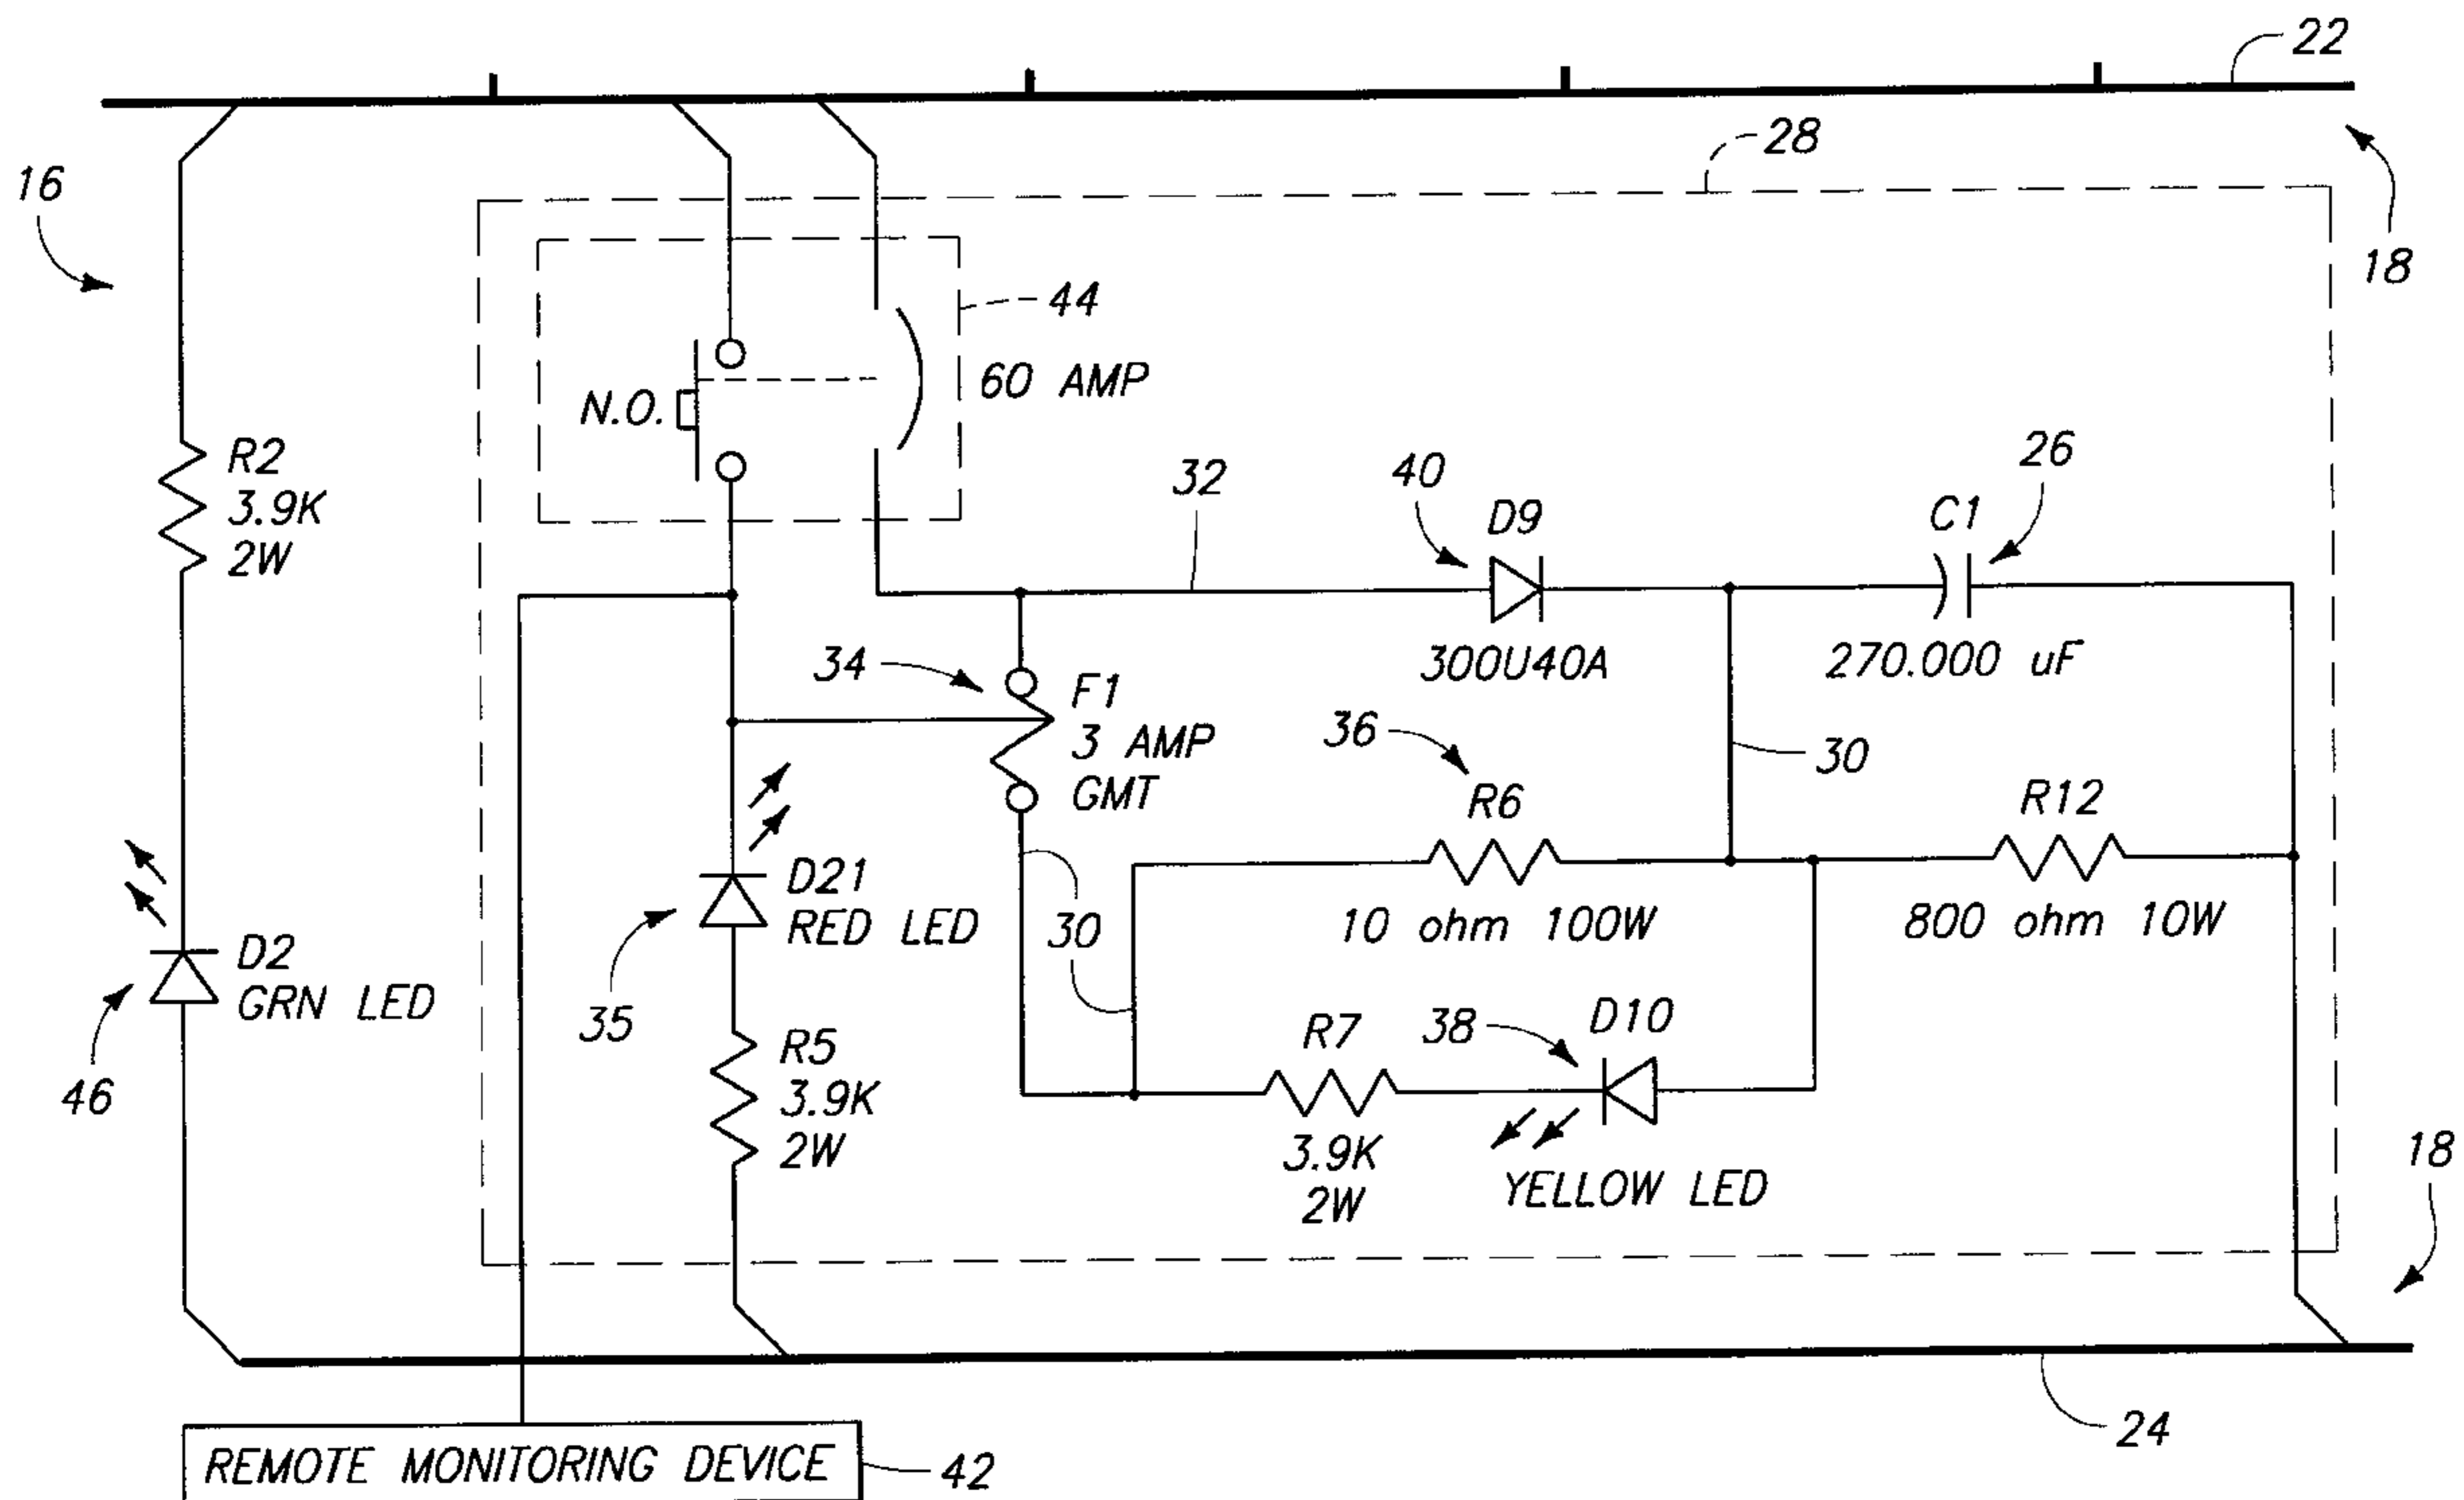 22
28
16
18
44
N.O.
60 AMP
R2
3.9K
2W
32
40
D9
300U40A
26
C1
270.000 uF
34
F1
3 AMP
GMT
36
R6
10 ohm 100W
30
R12
800 ohm 10W
D21
RED LED
35
30
D2
GRN LED
46
R5
3.9K
2W
R7
3.9K
2W
38
D10
YELLOW LED
18
24
REMOTE MONITORING DEVICE
42